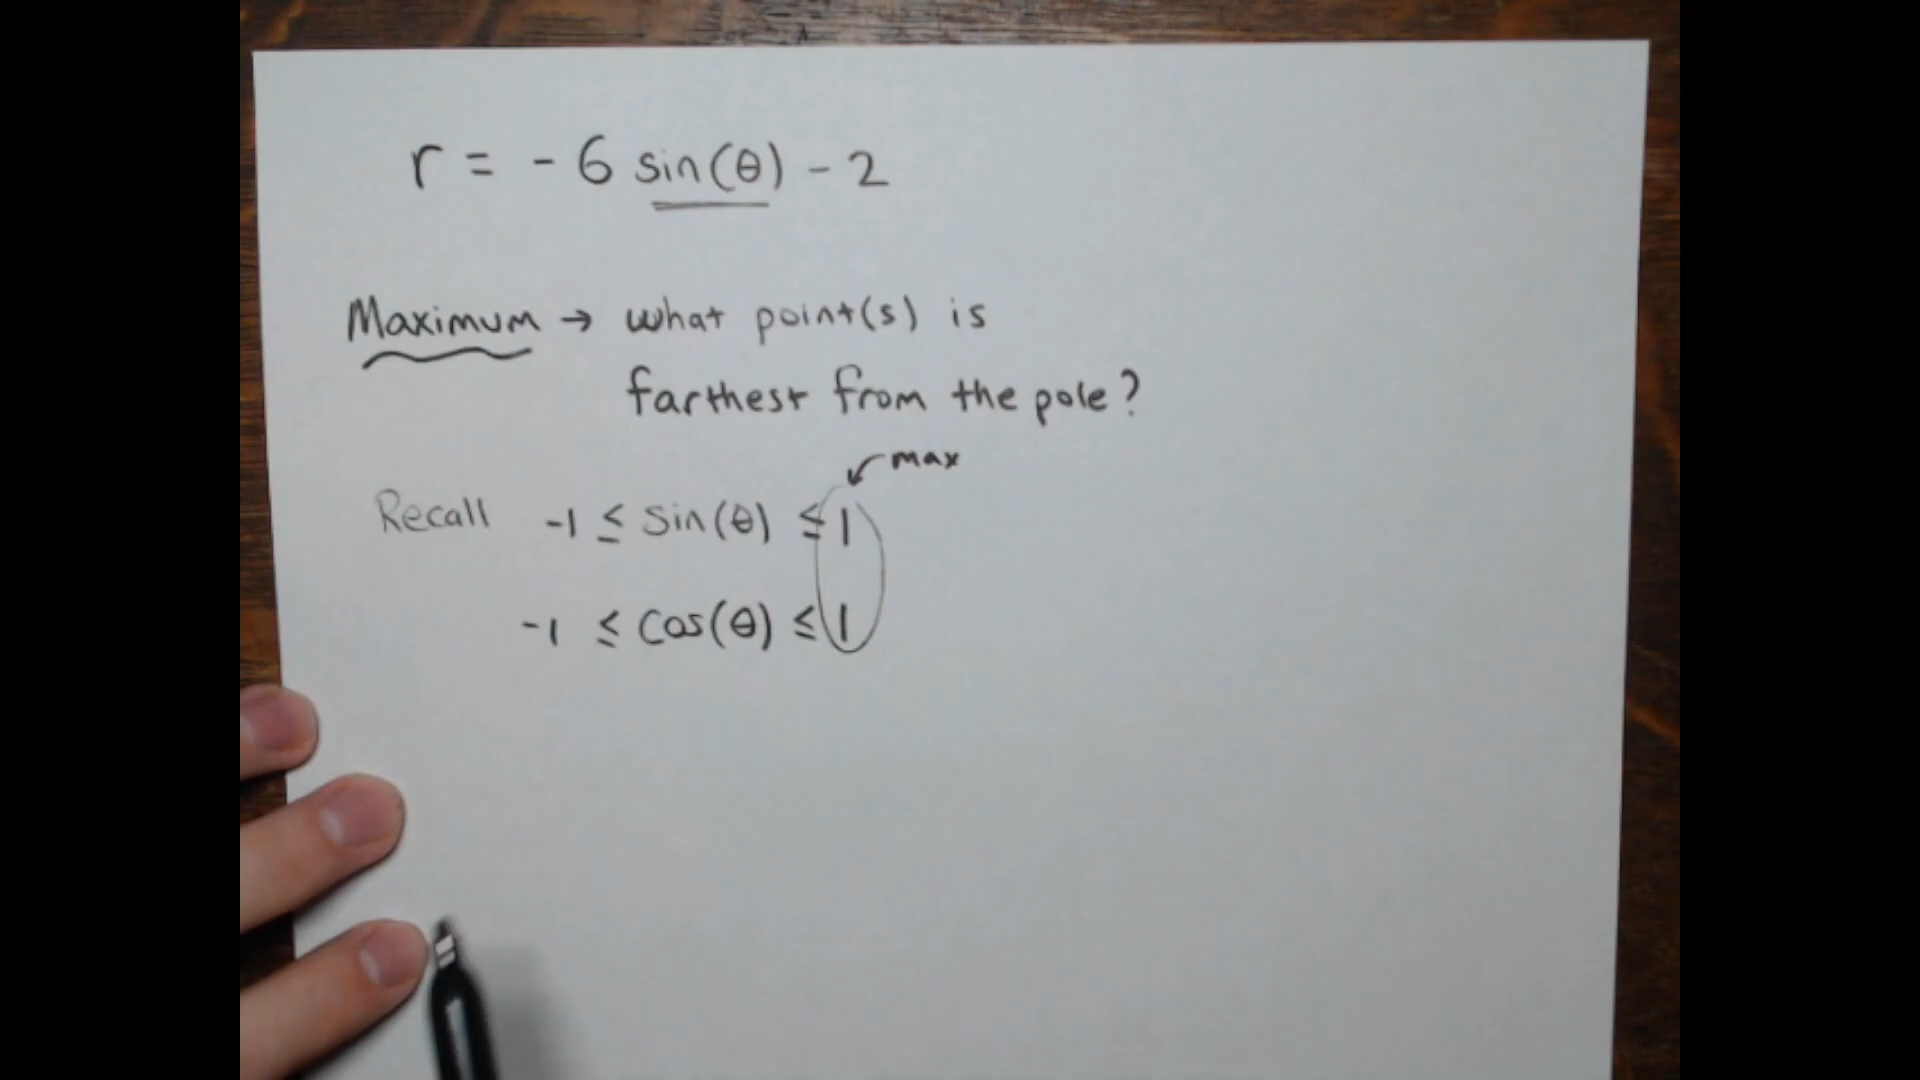 r = - 6 sin(θ) - 2
Maximum → what point(s) is
farthest from the pole?
max
Recall -1 ≤ sin(θ) ≤ 1
-1 ≤ cos(θ) ≤ 1